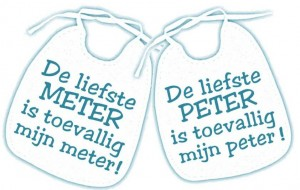 De liefste
METER
is toevallig
mijn meter!
De liefste
PETER
is toevallig
mijn peter!